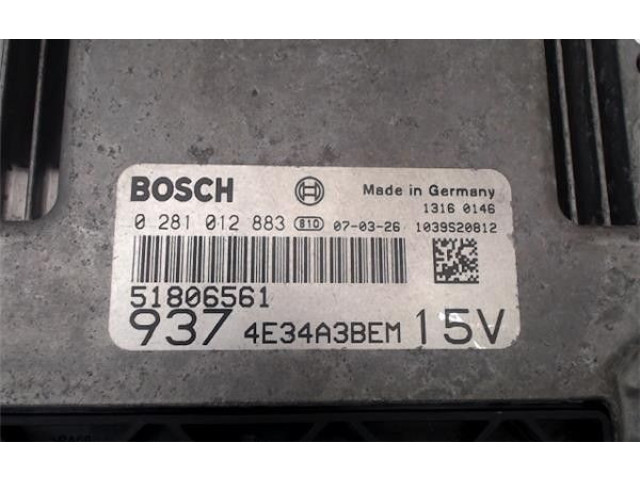 BOSCH Made in Germany
1316 0146
0 281 012 883 810 07-03-26 1039S20812
51806561
937 4E34A3BEM 15V